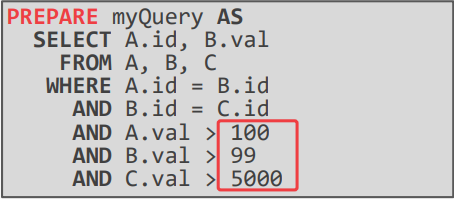 PREPARE myQuery AS
SELECT A.id, B.val
FROM A, B, C
WHERE A.id = B.id
AND B.id = C.id
AND A.val > 100
AND B.val > 99
AND C.val > 5000